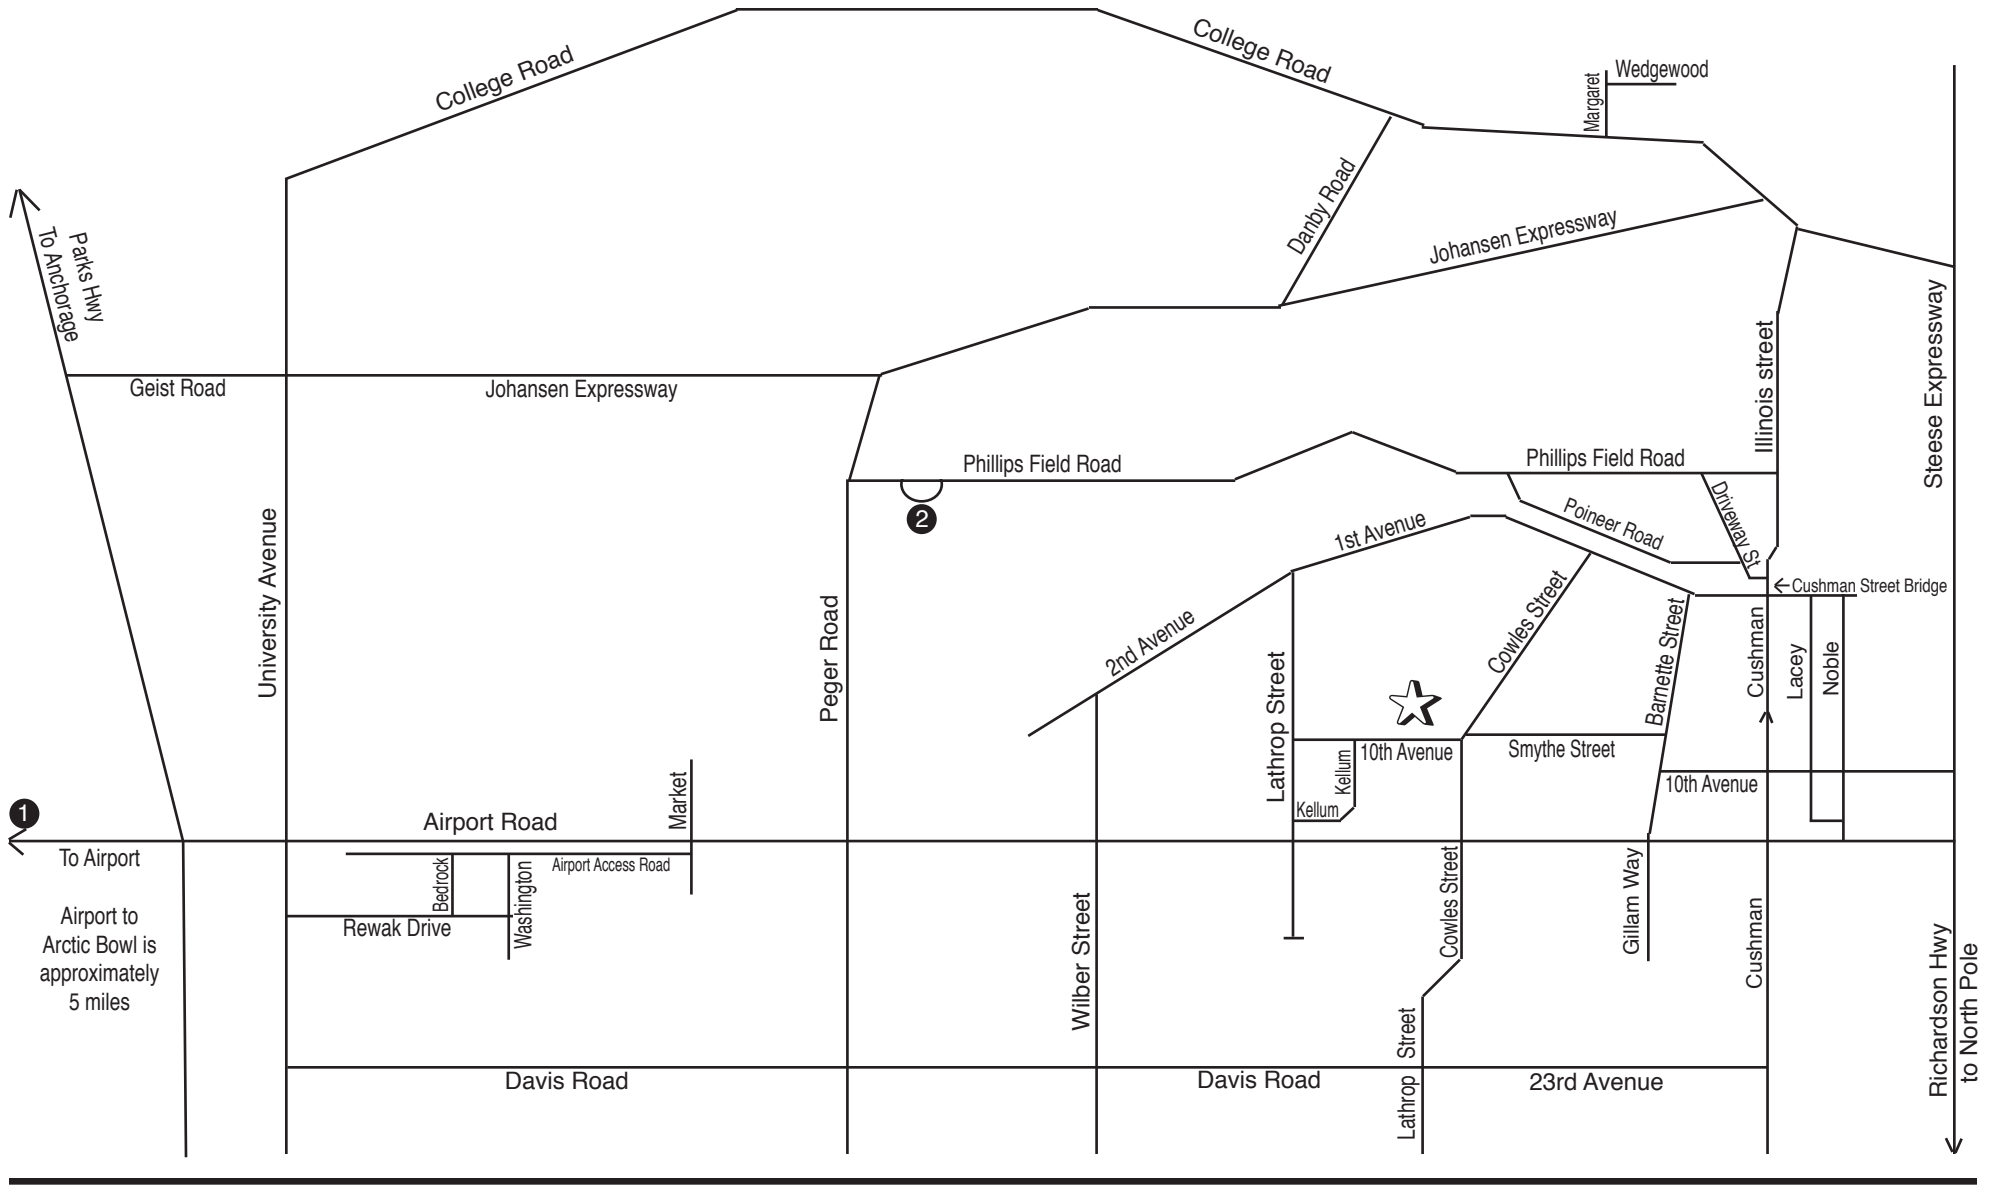 College Road
College Road
Wedgewood
Margaret
Danby Road
Johansen Expressway
Parks Hwy
To Anchorage
Steese Expressway
Illinois street
Geist Road
Johansen Expressway
Phillips Field Road
Phillips Field Road
2
Driveway St
Poineer Road
1st Avenue
University Avenue
Cushman Street Bridge
Cowles Street
Peger Road
2nd Avenue
Barnette Street
Cushman
Lacey
Noble
Lathrop Street
10th Avenue
Smythe Street
Kellum
Kellum
10th Avenue
Market
1
Airport Road
To Airport
Airport Access Road
Bedrock
Washington
Rewak Drive
Airport to
Arctic Bowl is
approximately
5 miles
Wilber Street
Cowles Street
Gillam Way
Cushman
Richardson Hwy
to North Pole
Lathrop Street
Davis Road
Davis Road
23rd Avenue
Lathrop